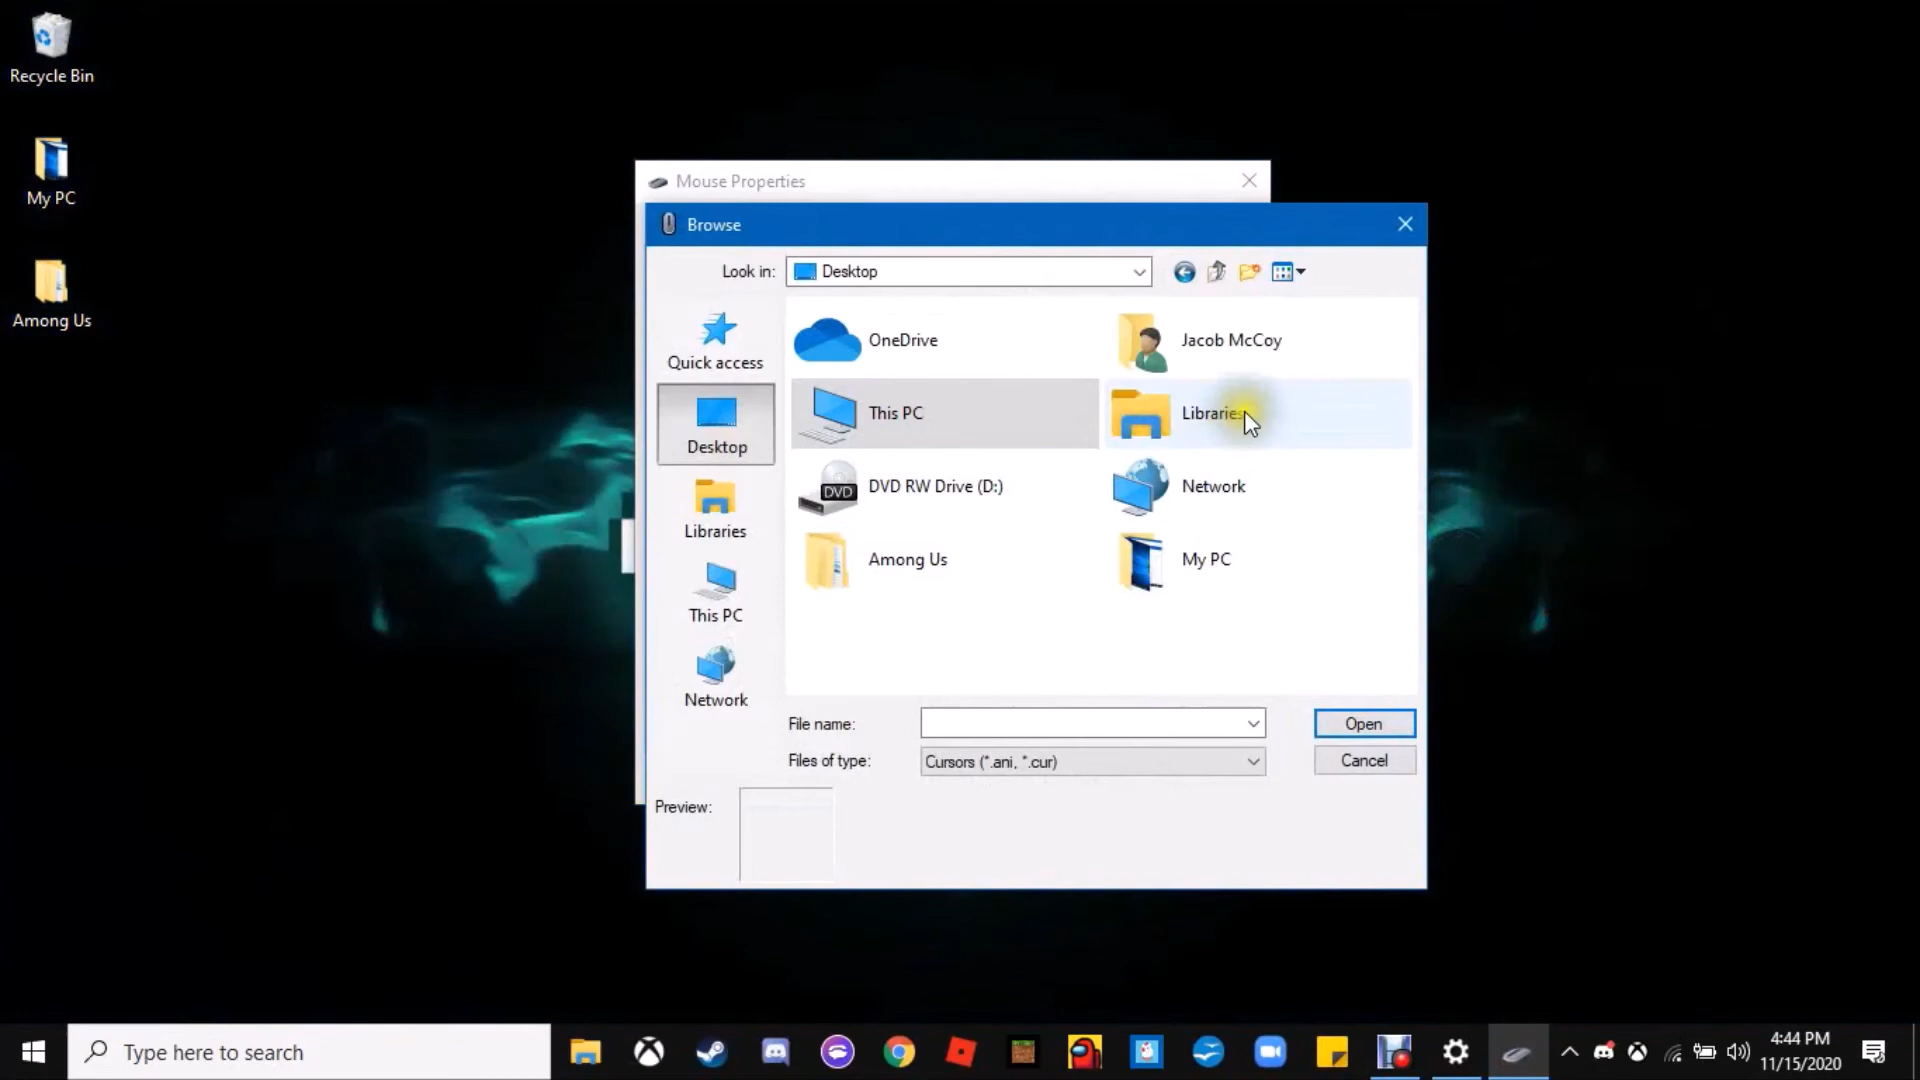 Recycle Bin
My PC
Among Us
Mouse Properties
Browse
Look in:
Desktop
Quick access
Desktop
Libraries
This PC
Network
OneDrive
Jacob McCoy
This PC
Libraries
DVD RW Drive (D:)
DVD
Network
Among Us
My PC
File name:
Open
Files of type:
Cursors (*.ani, *.cur)
Cancel
Preview:
Type here to search
4:44 PM
11/15/2020